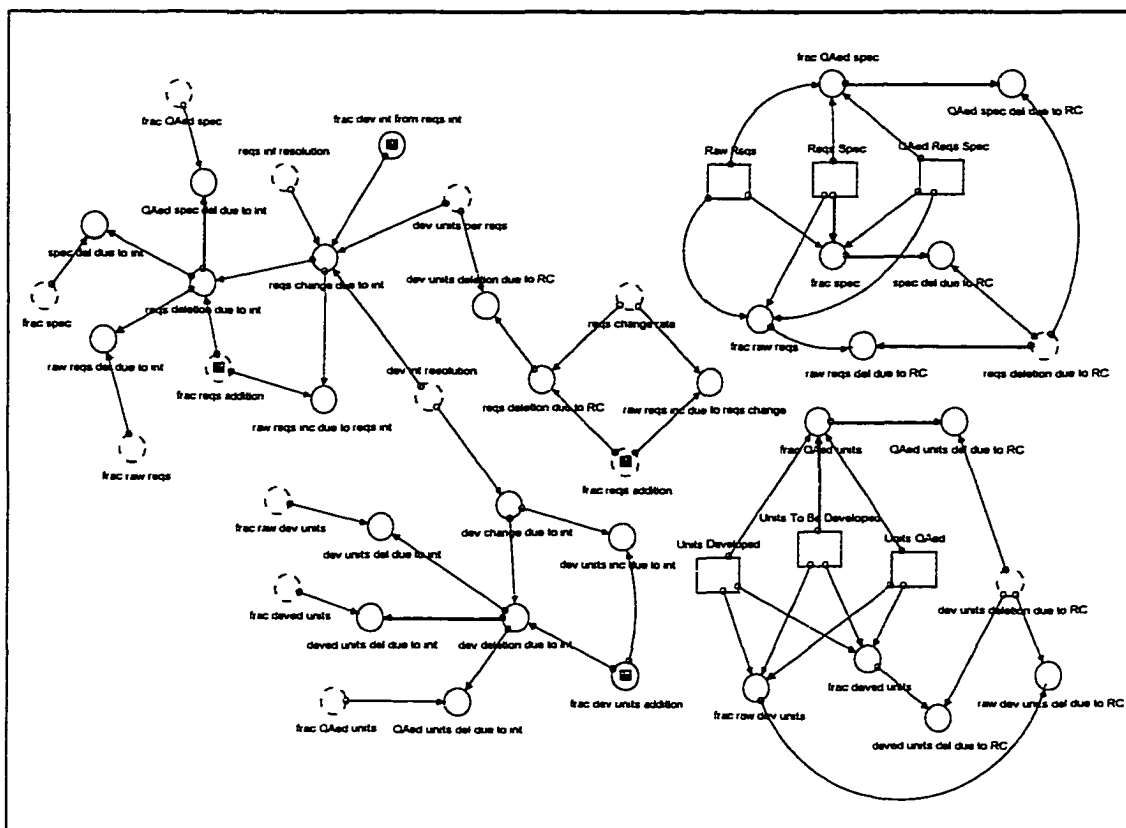 frac QAed spec
frac QAed spec
QAed spec del due to RC
frac dev int from reqs int
reqs int resolution
Raw Rsqs
Reqs Spec
QAed Reqs Spec
QAed spec del due to int
dev units per reqs
spec del due to int
reqs change due to int
dev units deletion due to RC
frac spec
spec del due to RC
reqs deletion due to int
frac spec
reqs change rate
frac raw reqs
raw reqs del due to int
dev int resolution
raw reqs del due to RC
reqs deletion due to RC
frac reqs addition
reqs deletion due to RC
raw reqs inc due to reqs change
raw reqs inc due to reqs int
frac QAed units
QAed units del due to RC
frac raw reqs
frac reqs addition
frac raw dev units
dev change due to int
Units To Be Developed
dev units del due to int
Units Developed
Units QAed
dev units inc due to int
frac deved units
dev units deletion due to RC
deved units del due to int
dev deletion due to int
frac deved units
frac raw dev units
frac dev units addition
raw dev units del due to RC
frac QAed units
QAed units del due to int
deved units del due to RC